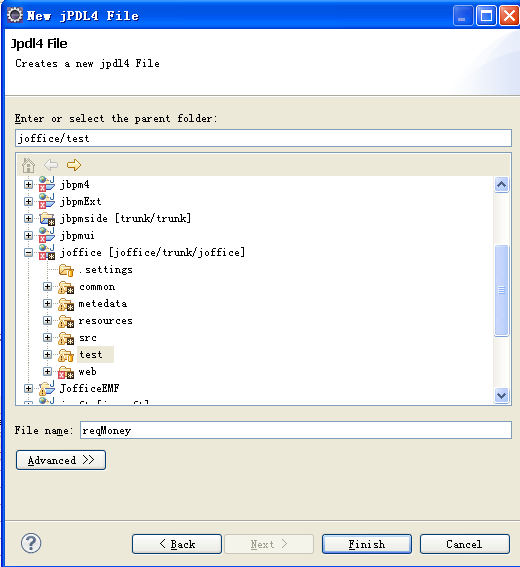 New jPDL4 File
Jpdl4 File
Creates a new jpdl4 File
Enter or select the parent folder:
joffice/test
jbpm4
jbpmExt
jbpmside [trunk/trunk]
jbpmui
joffice [joffice/trunk/joffice]
.settings
common
metedata
resources
src
test
web
JofficeEMF
File name: reqMoney
Advanced >>
? < Back Next > Finish Cancel